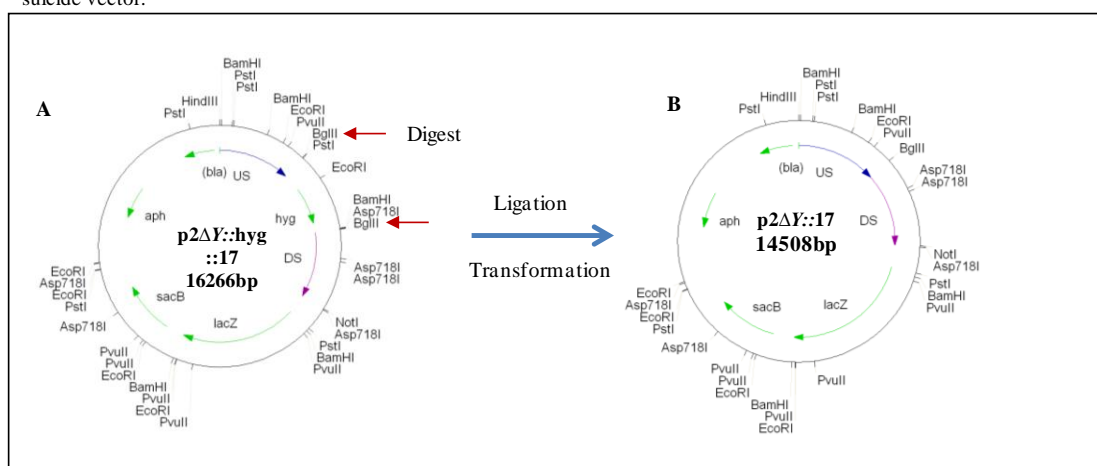 suicide vector.
A
BamHI
PstI
PstI
HindIII
PstI
BamHI
EcoRI
PvuII
BglII
PstI
Digest
EcoRI
(bla)
US
aph
hyg
BamHI
Asp718I
BglII
p2ΔY::hyg
::17
16266bp
DS
Asp718I
Asp718I
EcoRI
Asp718I
EcoRI
PstI
sacB
lacZ
Asp718I
NotI
Asp718I
PstI
BamHI
PvuII
PvuII
PvuII
EcoRI
BamHI
PvuII
EcoRI
PvuII
Ligation
Transformation
B
BamHI
PstI
PstI
HindIII
PstI
BamHI
EcoRI
PvuII
BglII
Asp718I
Asp718I
(bla)
US
aph
DS
p2ΔY::17
14508bp
NotI
Asp718I
PstI
BamHI
PvuII
EcoRI
Asp718I
EcoRI
PstI
sacB
lacZ
Asp718I
PvuII
PvuII
EcoRI
BamHI
PvuII
EcoRI
PvuII